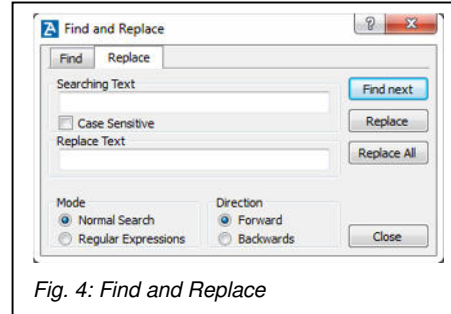 Find and Replace
Find Replace
Searching Text
Find next
Case Sensitive
Replace
Replace Text
Replace All
Mode Direction
Normal Search Forward
Regular Expressions Backwards Close
Fig. 4: Find and Replace